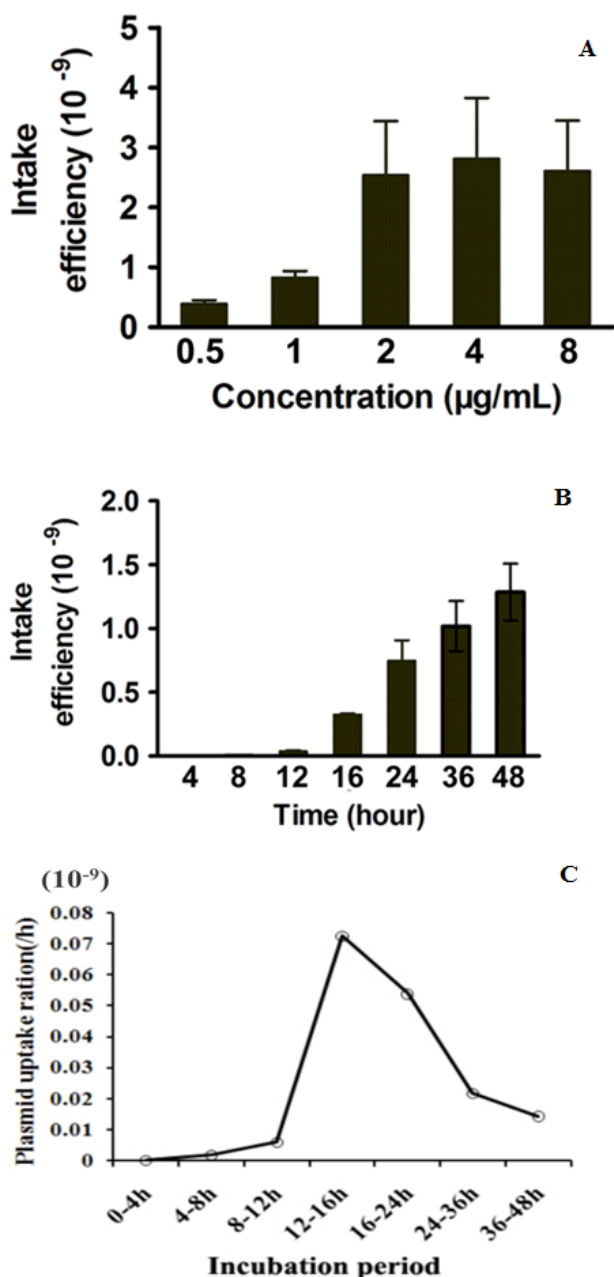 A
Intake
efficiency (10 -9)
5
4
3
2
1
0
0.5 1 2 4 8
Concentration (µg/mL)
B
Intake
efficiency (10 -9)
2.0
1.5
1.0
0.5
0.0
4 8 12 16 24 36 48
Time (hour)
C
(10-9)
Plasmid uptake ration(/h)
0.08
0.07
0.06
0.05
0.04
0.03
0.02
0.01
0
0-4h 4-8h 8-12h 12-16h 16-24h 24-36h 36-48h
Incubation period